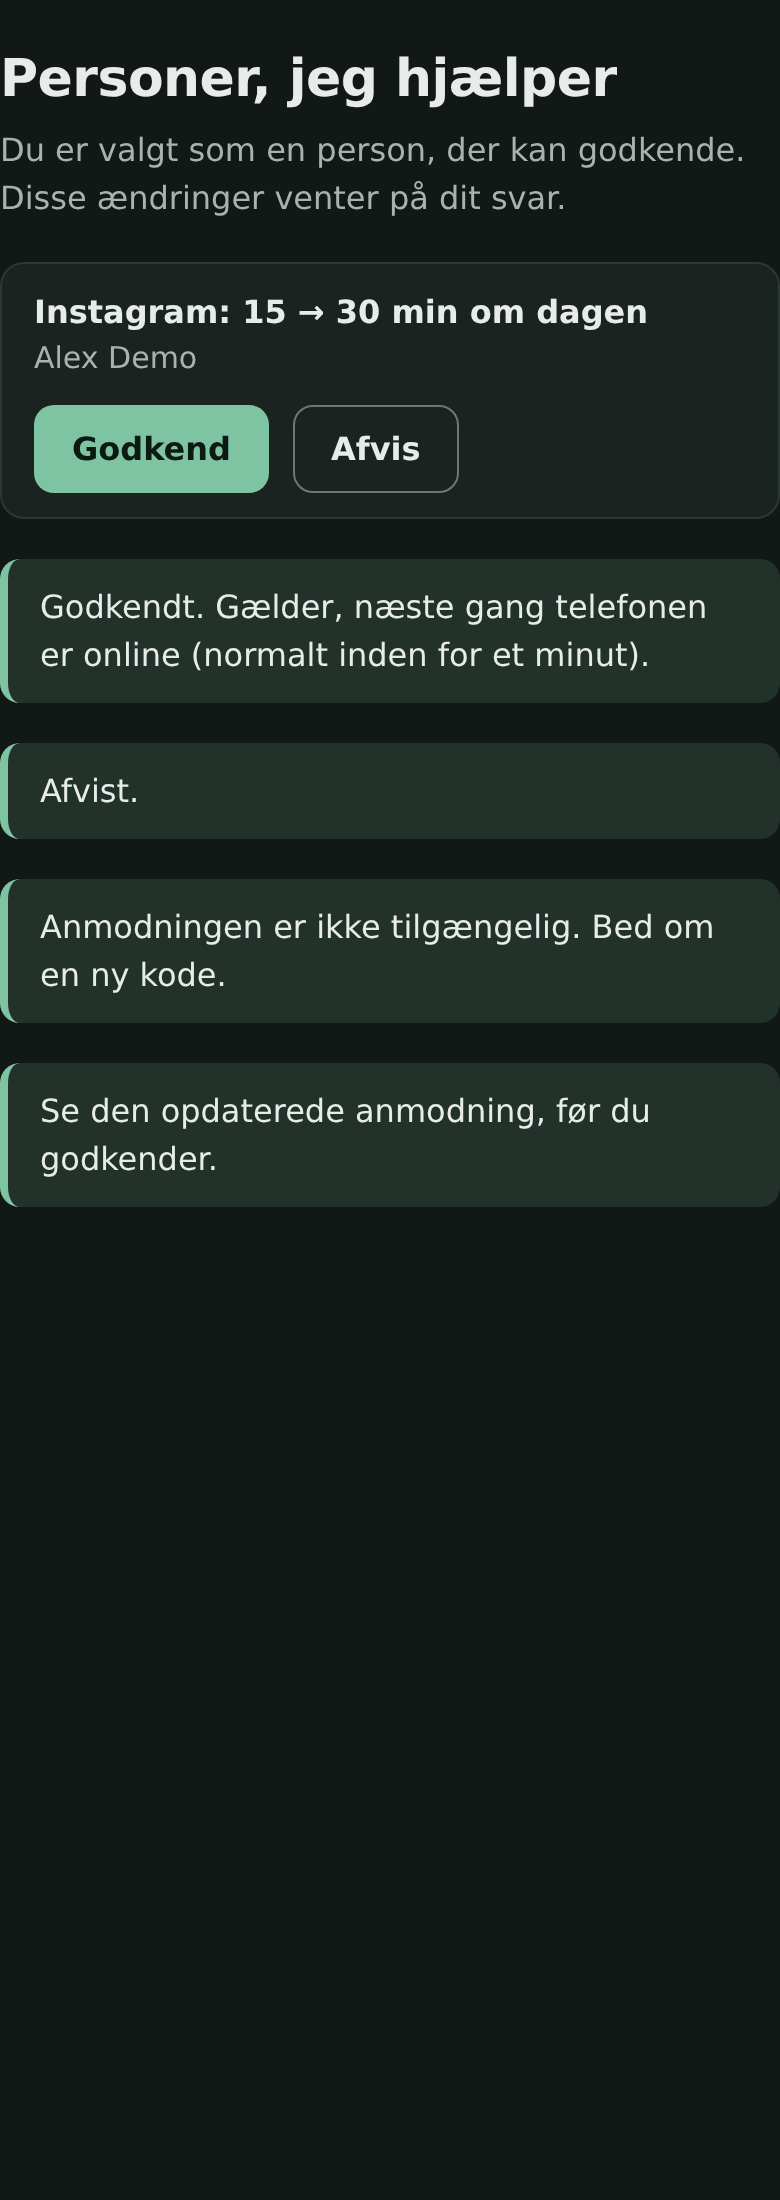 Personer, jeg hjælper
Du er valgt som en person, der kan godkende.
Disse ændringer venter på dit svar.
Instagram: 15 → 30 min om dagen
Alex Demo
Godkend
Afvis
Godkendt. Gælder, næste gang telefonen
er online (normalt inden for et minut).
Afvist.
Anmodningen er ikke tilgængelig. Bed om
en ny kode.
Se den opdaterede anmodning, før du
godkender.